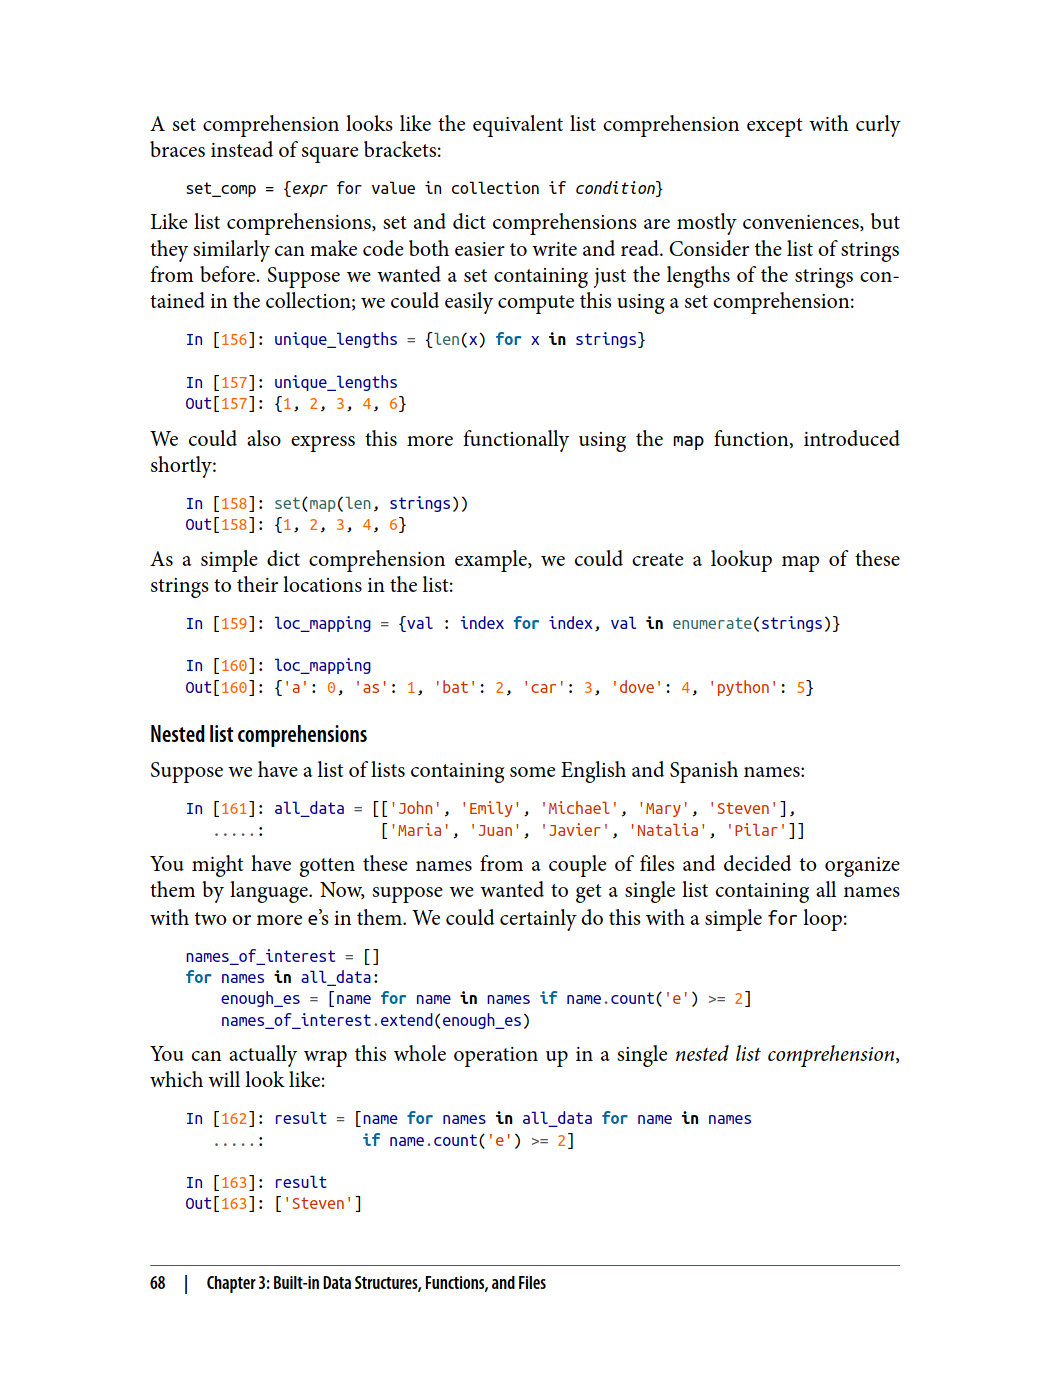 A set comprehension looks like the equivalent list comprehension except with curly
braces instead of square brackets:
set_comp = {expr for value in collection if condition}
Like list comprehensions, set and dict comprehensions are mostly conveniences, but
they similarly can make code both easier to write and read. Consider the list of strings
from before. Suppose we wanted a set containing just the lengths of the strings con-
tained in the collection; we could easily compute this using a set comprehension:
In [156]: unique_lengths = {len(x) for x in strings}
In [157]: unique_lengths
Out[157]: {1, 2, 3, 4, 6}
We could also express this more functionally using the map function, introduced
shortly:
In [158]: set(map(len, strings))
Out[158]: {1, 2, 3, 4, 6}
As a simple dict comprehension example, we could create a lookup map of these
strings to their locations in the list:
In [159]: loc_mapping = {val : index for index, val in enumerate(strings)}
In [160]: loc_mapping
Out[160]: {'a': 0, 'as': 1, 'bat': 2, 'car': 3, 'dove': 4, 'python': 5}
Nested list comprehensions
Suppose we have a list of lists containing some English and Spanish names:
In [161]: all_data = [['John', 'Emily', 'Michael', 'Mary', 'Steven'],
.....:             ['Maria', 'Juan', 'Javier', 'Natalia', 'Pilar']]
You might have gotten these names from a couple of files and decided to organize
them by language. Now, suppose we wanted to get a single list containing all names
with two or more e's in them. We could certainly do this with a simple for loop:
names_of_interest = []
for names in all_data:
    enough_es = [name for name in names if name.count('e') >= 2]
    names_of_interest.extend(enough_es)
You can actually wrap this whole operation up in a single nested list comprehension,
which will look like:
In [162]: result = [name for names in all_data for name in names
.....:           if name.count('e') >= 2]
In [163]: result
Out[163]: ['Steven']
68 | Chapter 3: Built-in Data Structures, Functions, and Files